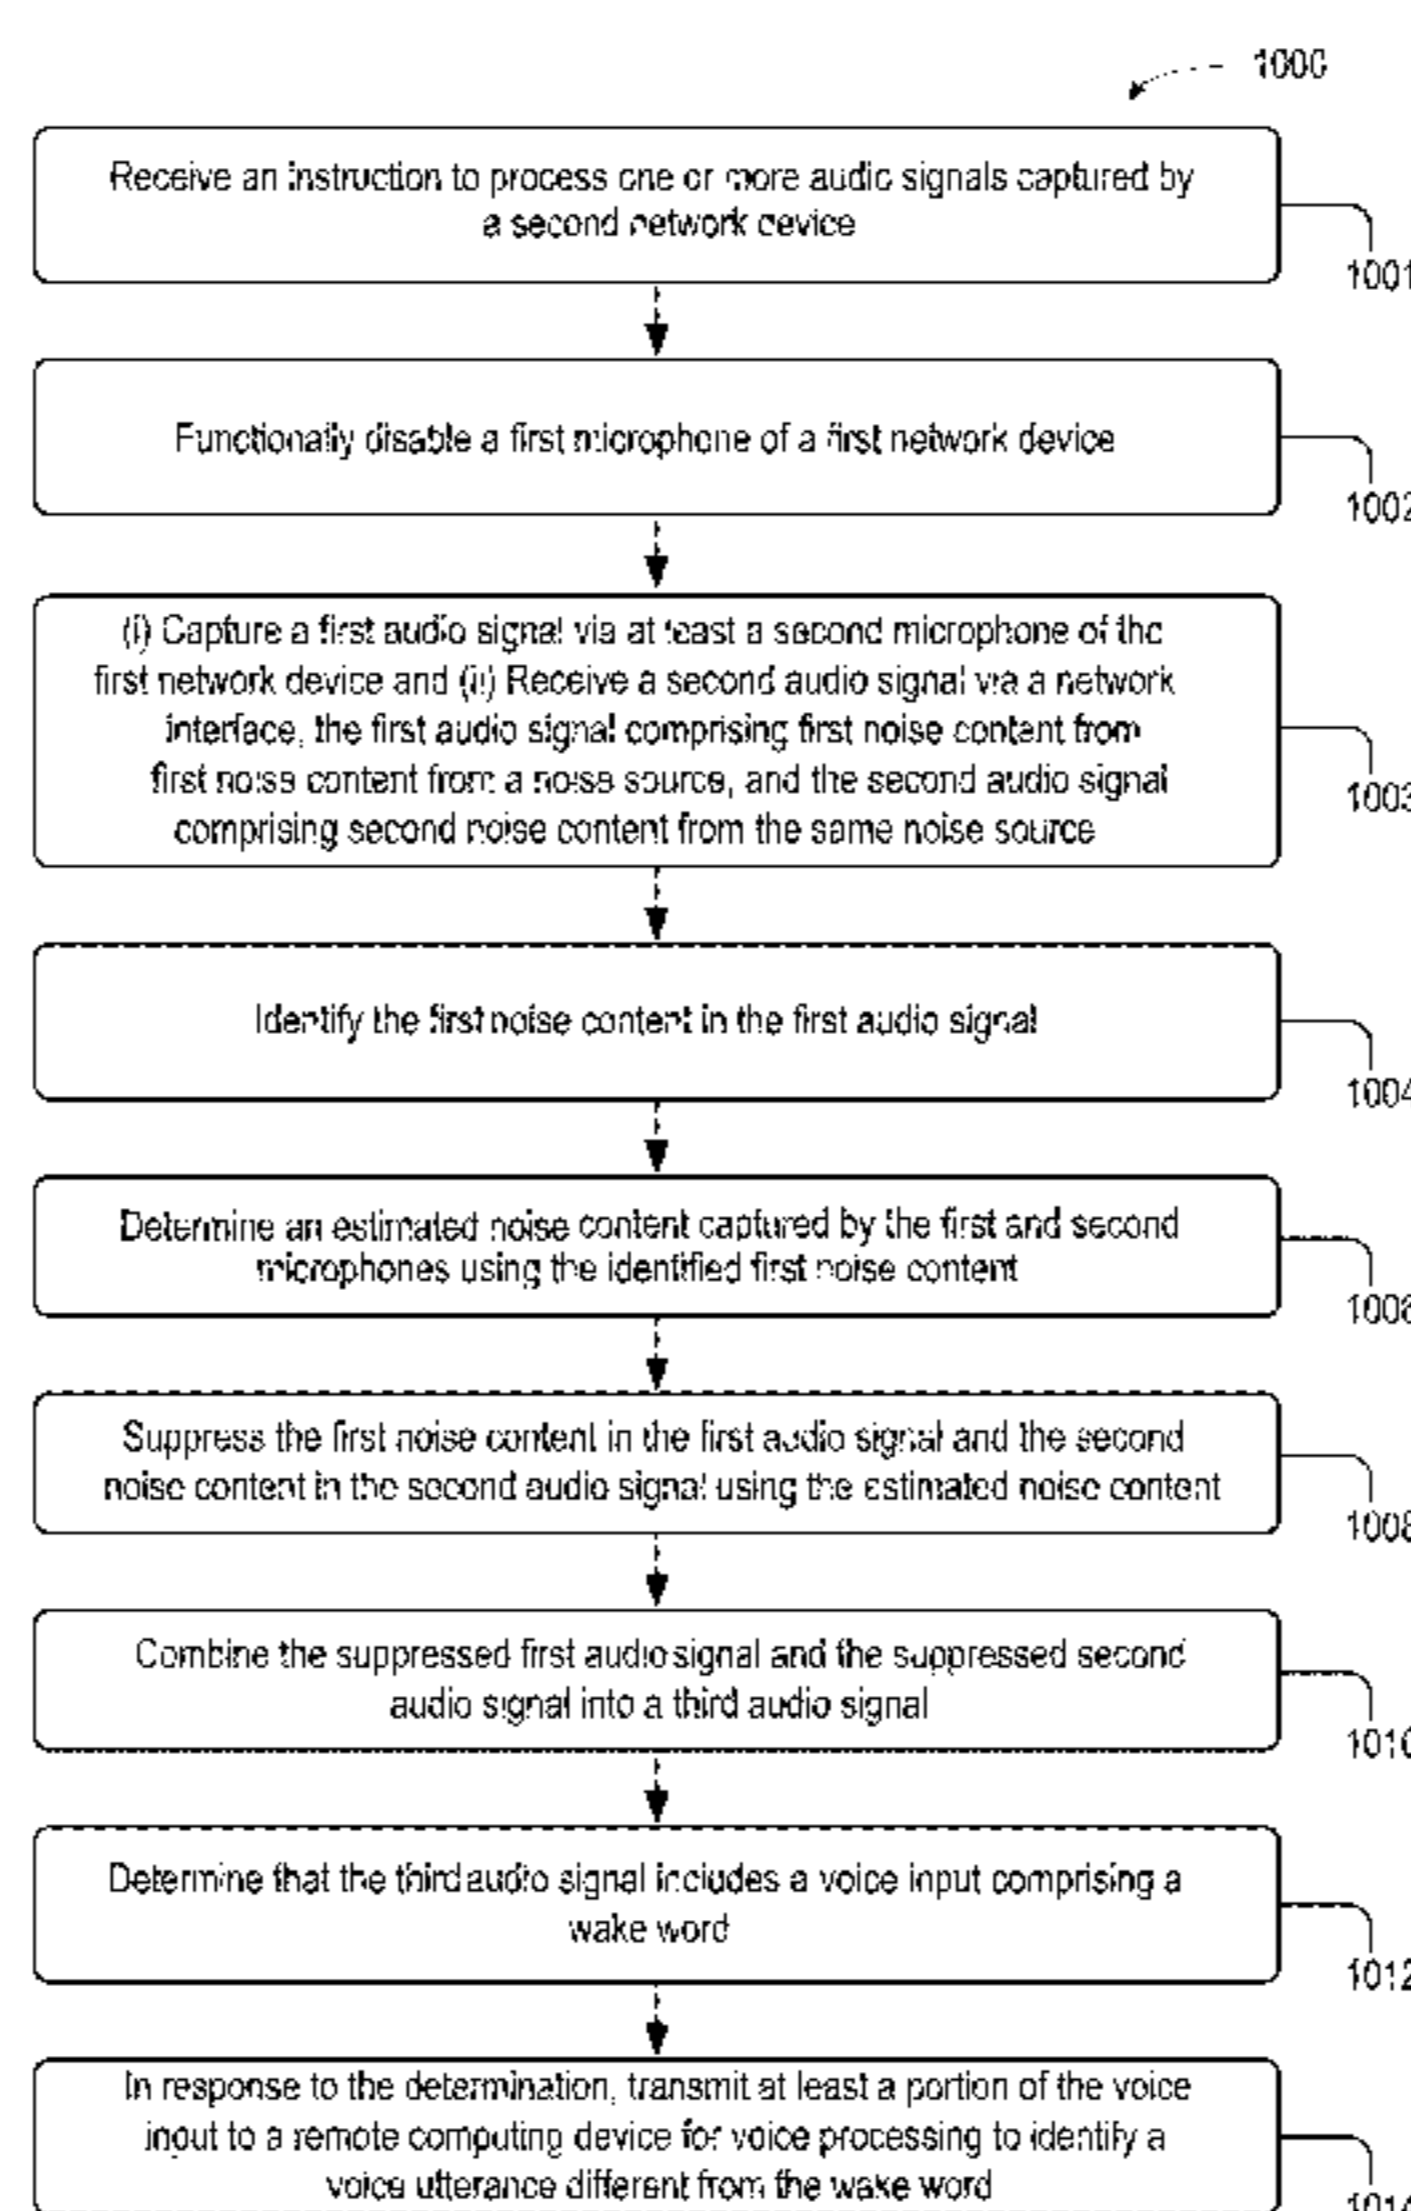 1000
Receive an instruction to process one or more audio signals captured by
a second network device
1001
Functionally disable a first microphone of a first network device
1002
(i) Capture a first audio signal via at least a second microphone of the
first network device and (ii) Receive a second audio signal via a network
interface, the first audio signal comprising first noise content from
first noise content from a noise source, and the second audio signal
comprising second noise content from the same noise source
1003
Identify the first noise content in the first audio signal
1004
Determine an estimated noise content captured by the first and second
microphones using the identified first noise content
1006
Suppress the first noise content in the first audio signal and the second
noise content in the second audio signal using the estimated noise content
1008
Combine the suppressed first audio signal and the suppressed second
audio signal into a third audio signal
1010
Determine that the third audio signal includes a voice input comprising a
wake word
1012
In response to the determination, transmit at least a portion of the voice
input to a remote computing device for voice processing to identify a
voice utterance different from the wake word